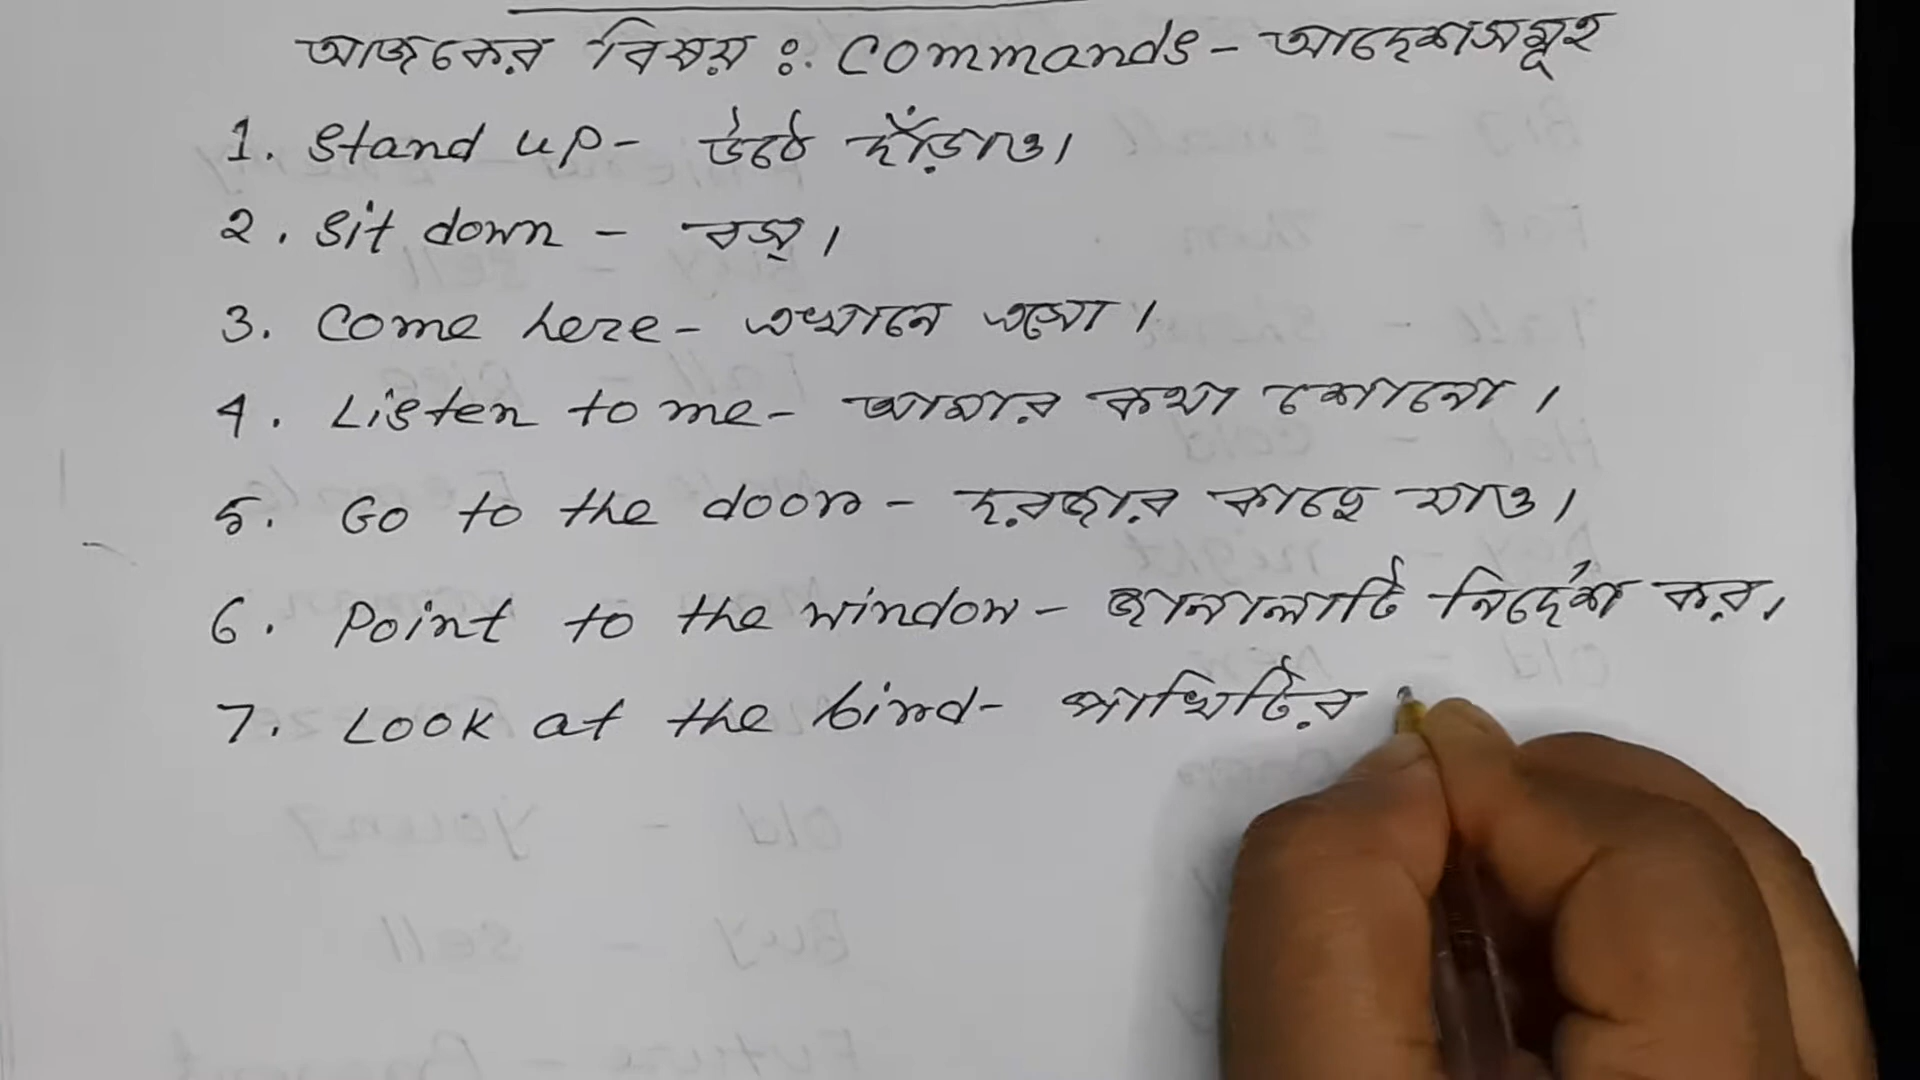 আজকের বিষয় ঃ Commands - আদেশসমূহ
1. Stand up - উঠে দাঁড়াও।
2. Sit down - বস্।
3. Come here - এখানে এসো।
4. Listen to me - আমার কথা শোনো।
5. Go to the door - দরজার কাছে যাও।
6. Point to the window - জানালাটি নির্দেশ কর।
7. Look at the bird - পাখিটির